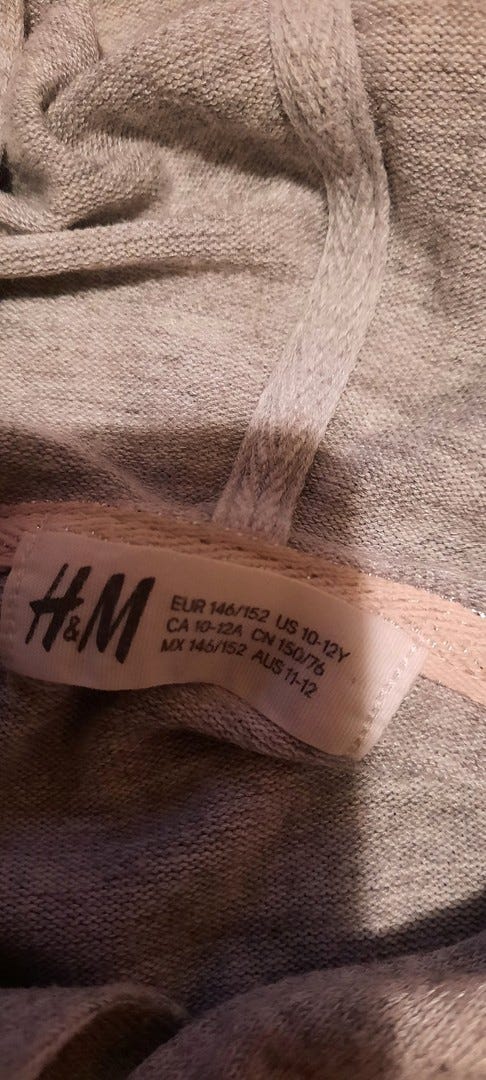 H&M
EUR 146/152 US 10-12Y
CA 10-12A CN 150/76
MX 146/152 AUS 11-12